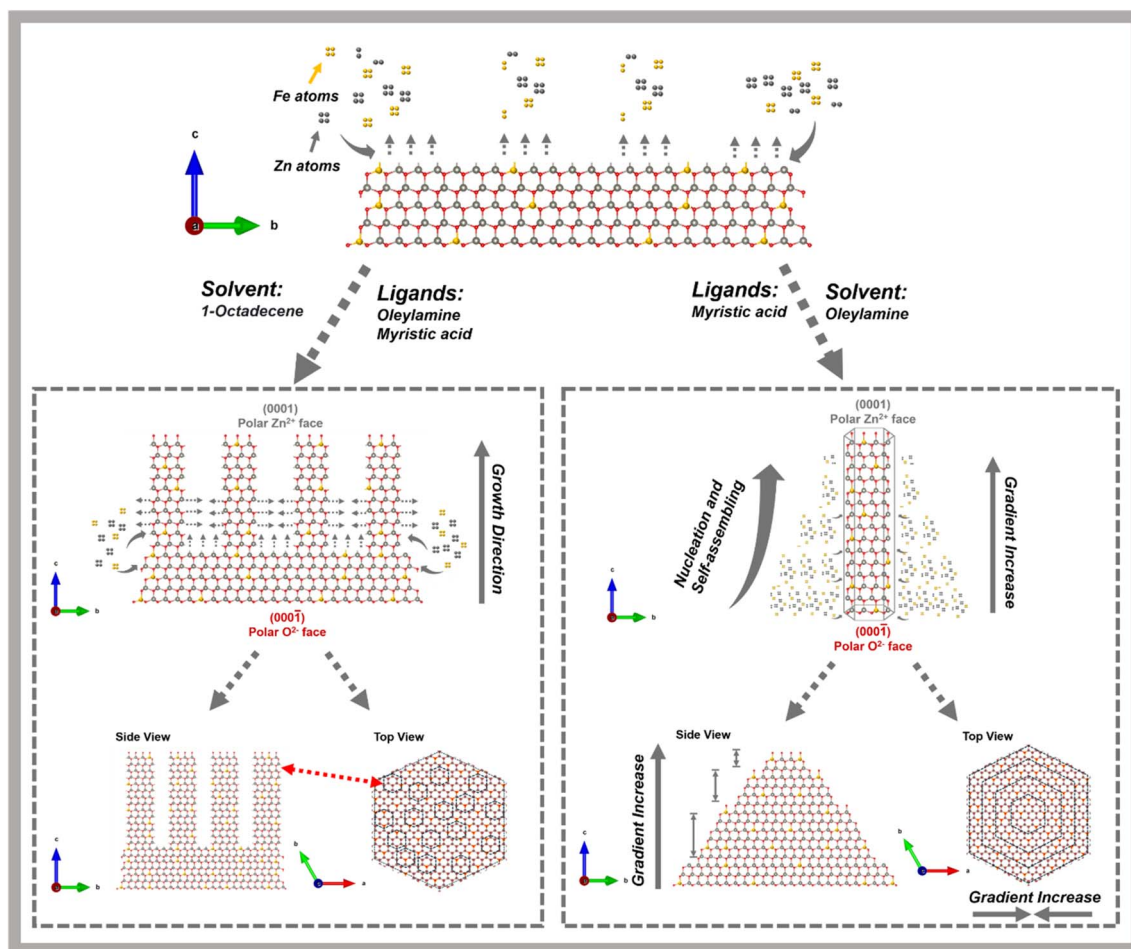 Fe atoms
Zn atoms
c
a
b
Solvent:
1-Octadecene
Ligands:
Oleylamine
Myristic acid
Ligands:
Myristic acid
Solvent:
Oleylamine
(0001)
Polar Zn²⁺ face
Growth Direction
c
b
(0001̅)
Polar O²⁻ face
Side View
Top View
c
b
b
a
(0001)
Polar Zn²⁺ face
Nucleation and
Self-assembling
Gradient Increase
c
b
(0001̅)
Polar O²⁻ face
Side View
Top View
Gradient Increase
c
b
b
a
Gradient Increase